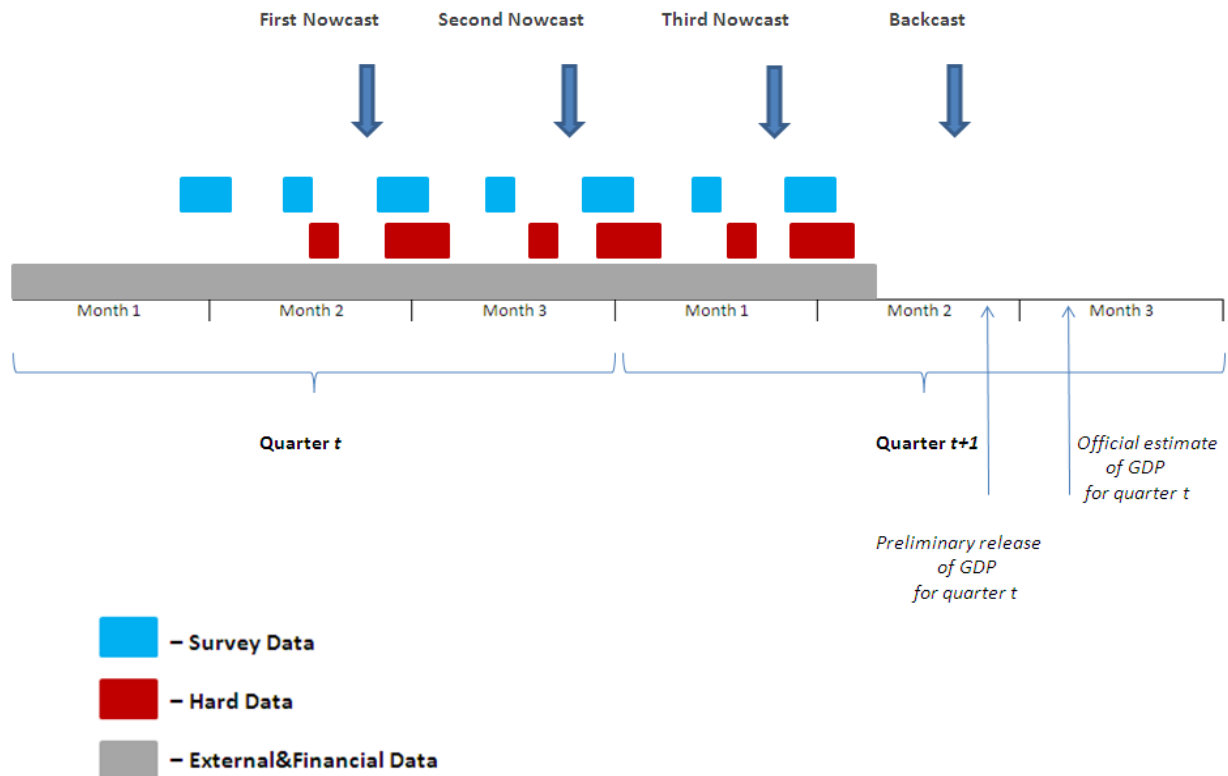 First Nowcast Second Nowcast Third Nowcast Backcast
Month 1 Month 2 Month 3 Month 1 Month 2 Month 3
Quarter t Quarter t+1 Official estimate
of GDP
for quarter t
Preliminary release
of GDP
for quarter t
– Survey Data
– Hard Data
– External&Financial Data